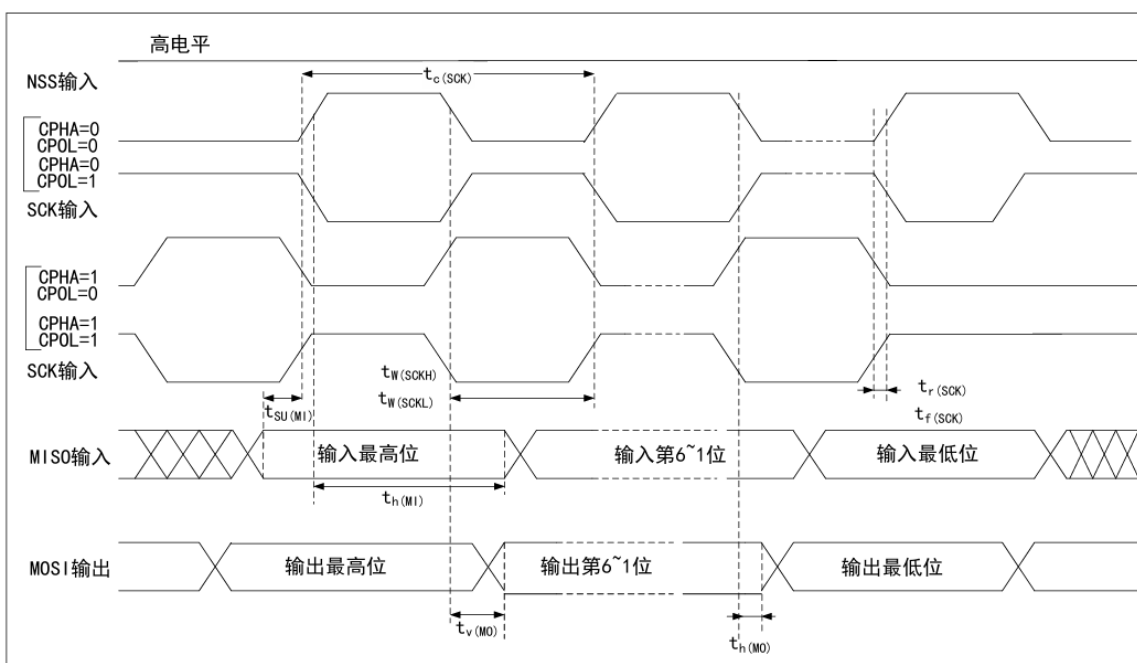 高电平
NSS输入
tc(SCK)
CPHA=0
CPOL=0
CPHA=0
CPOL=1
SCK输入
CPHA=1
CPOL=0
CPHA=1
CPOL=1
SCK输入
tW(SCKH)
tW(SCKL)
tr(SCK)
tf(SCK)
tSU(MI)
MISO输入
输入最高位
输入第6~1位
输入最低位
th(MI)
MOSI输出
输出最高位
输出第6~1位
输出最低位
tv(MO)
th(MO)